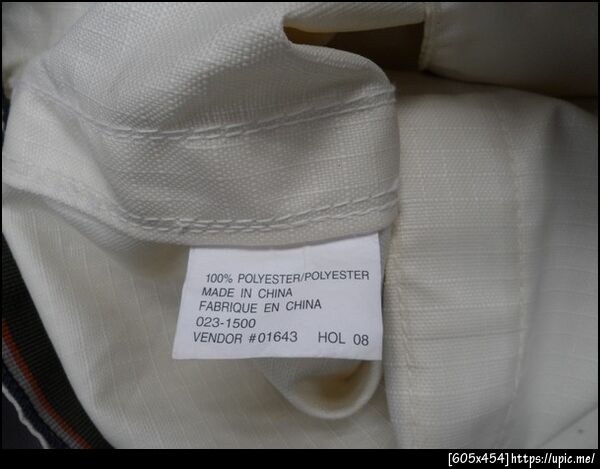 100% POLYESTER/POLYESTER
MADE IN CHINA
FABRIQUE EN CHINA
023-1500
VENDOR #01643 HOL 08
[605x454]https://upic.me/